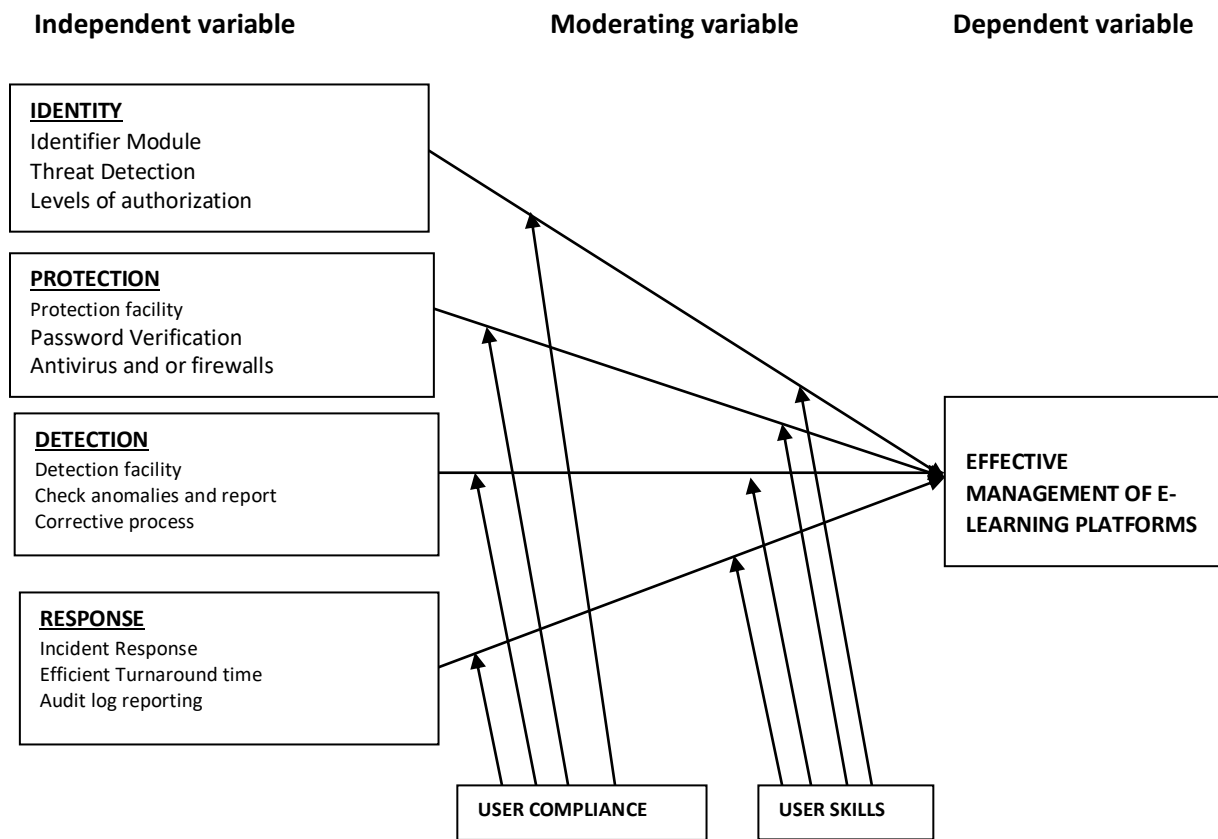 Independent variable
Moderating variable
Dependent variable
IDENTITY
Identifier Module
Threat Detection
Levels of authorization
PROTECTION
Protection facility
Password Verification
Antivirus and or firewalls
DETECTION
Detection facility
Check anomalies and report
Corrective process
RESPONSE
Incident Response
Efficient Turnaround time
Audit log reporting
USER COMPLIANCE
USER SKILLS
EFFECTIVE
MANAGEMENT OF E-
LEARNING PLATFORMS